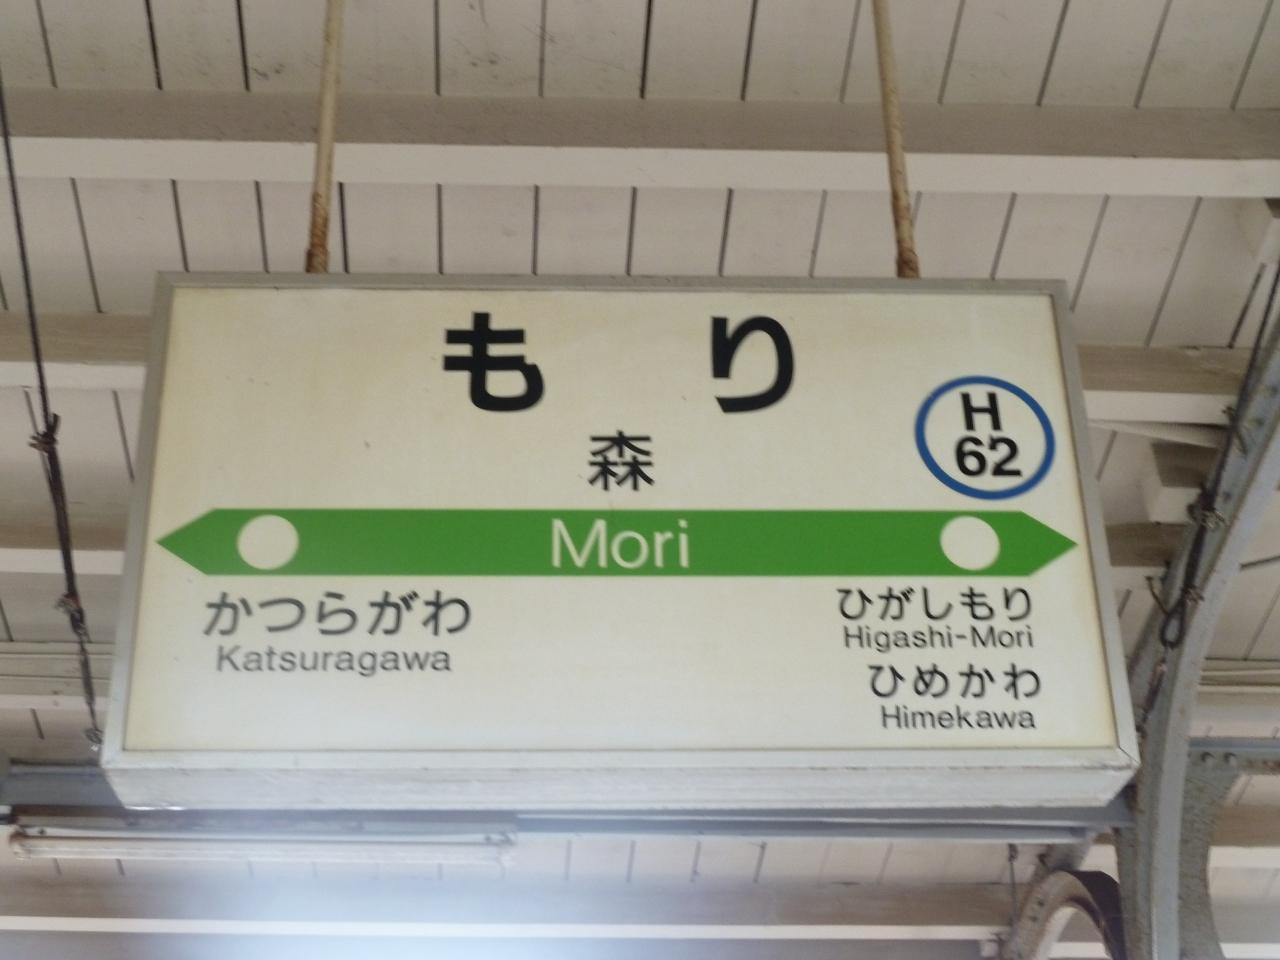 もり
森
H
62
Mori
かつらがわ
Katsuragawa
ひがしもり
Higashi-Mori
ひめかわ
Himekawa